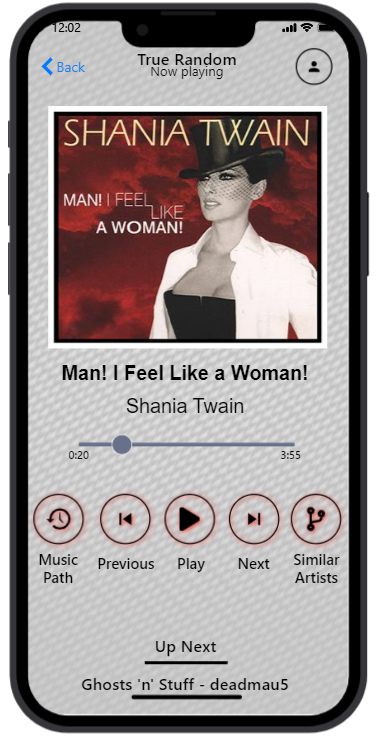 12:02
Back
True Random
Now playing
SHANIA TWAIN
MAN! I FEEL
LIKE
A WOMAN!
Man! I Feel Like a Woman!
Shania Twain
0:20
3:55
Music
Path
Previous
Play
Next
Similar
Artists
Up Next
Ghosts 'n' Stuff - deadmau5